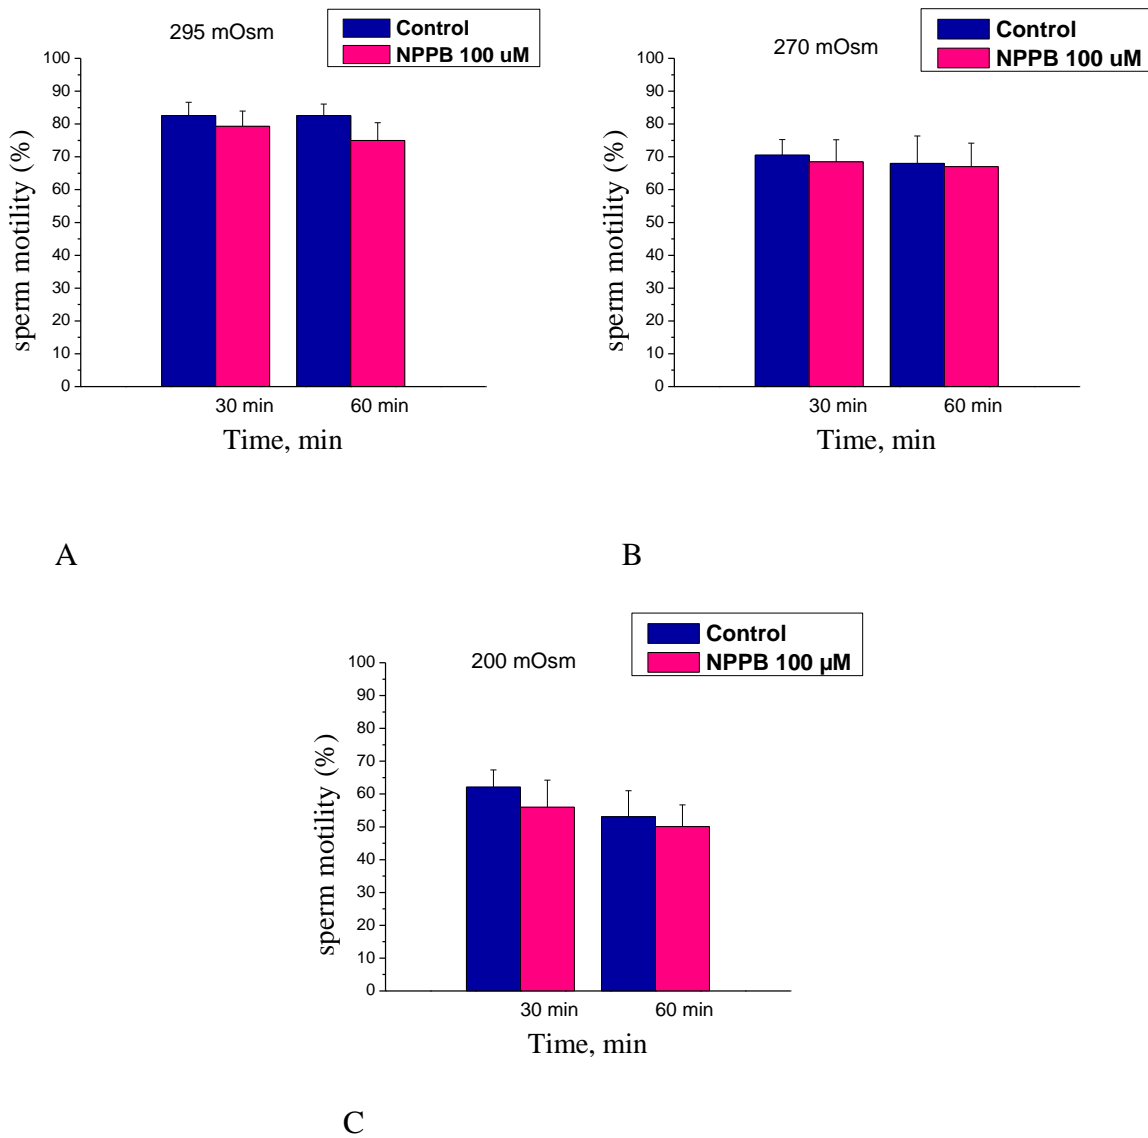 295 mOsm
Control
NPPB 100 uM
100
90
80
70
60
50
40
30
20
10
0
sperm motility (%)
30 min
60 min
Time, min
A
270 mOsm
Control
NPPB 100 uM
100
90
80
70
60
50
40
30
20
10
0
sperm motility (%)
30 min
60 min
Time, min
B
200 mOsm
Control
NPPB 100 µM
100
90
80
70
60
50
40
30
20
10
0
sperm motility (%)
30 min
60 min
Time, min
C